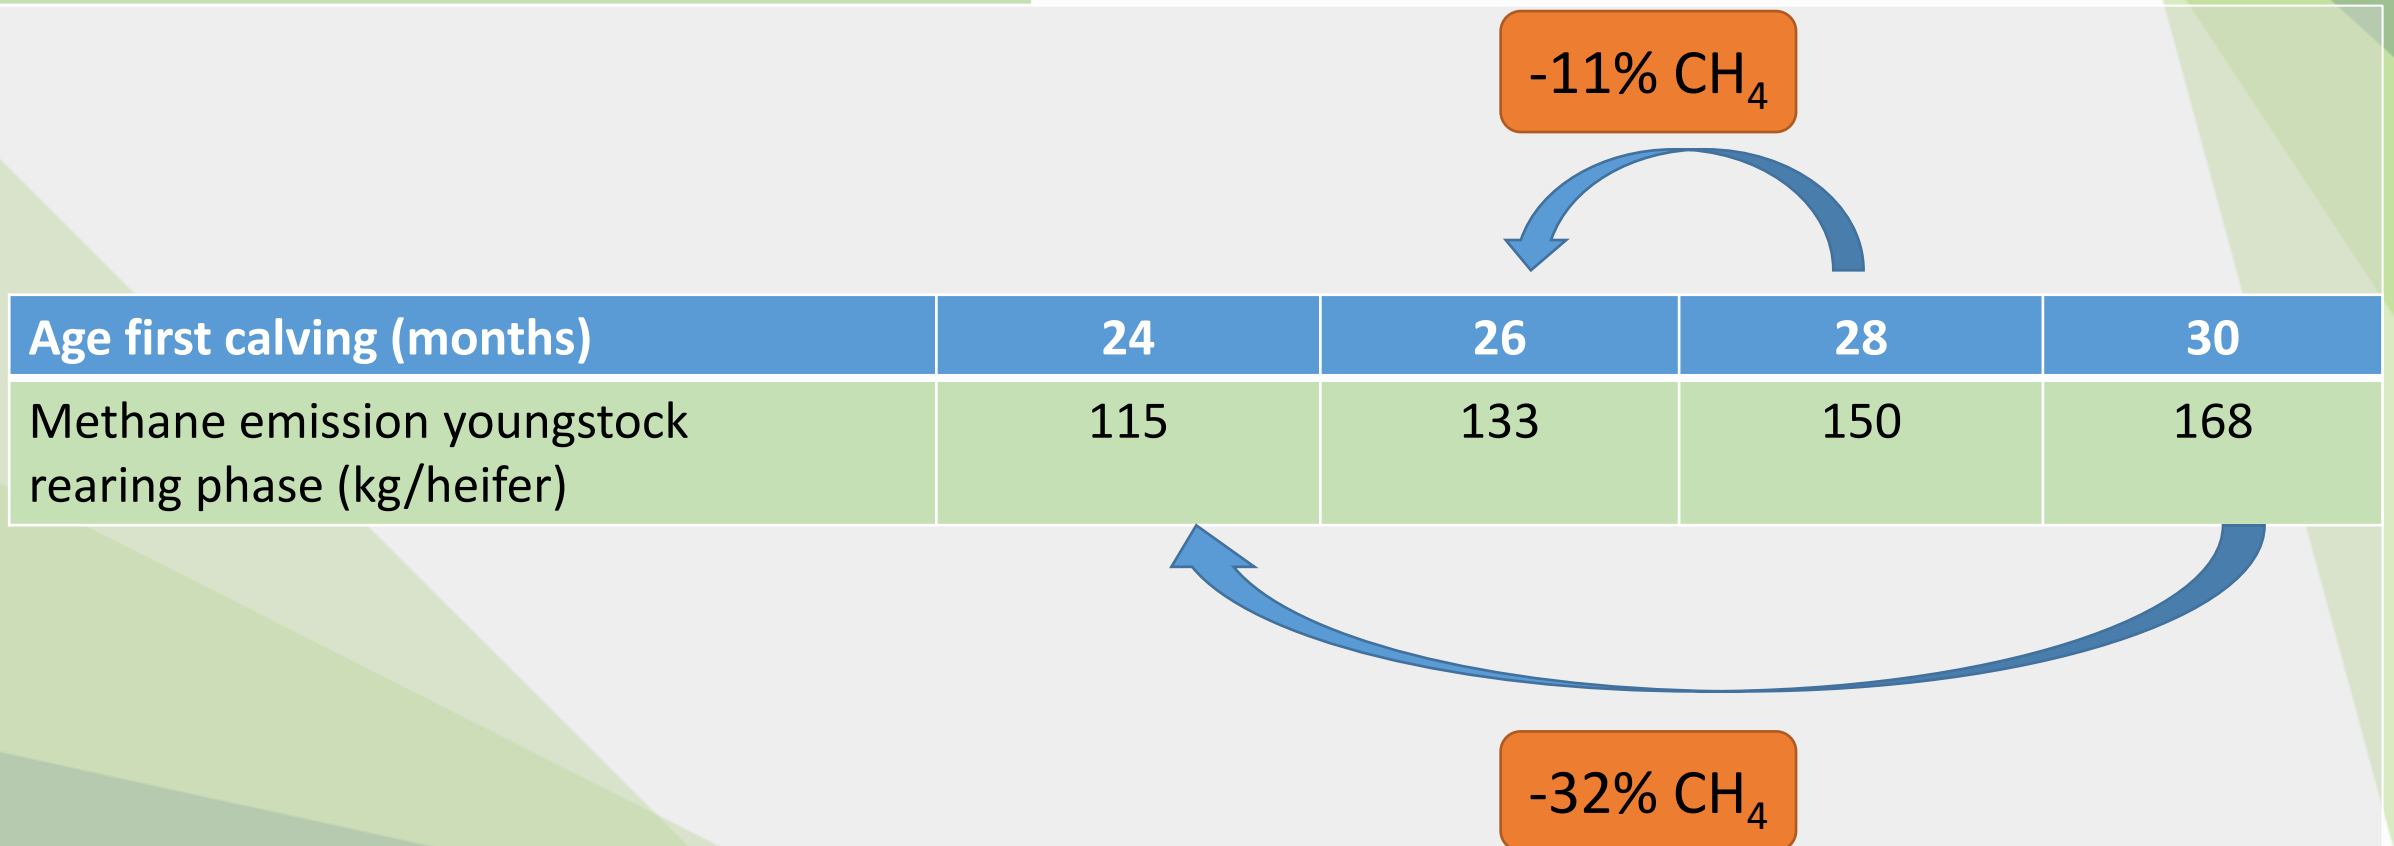 -11% CH₄
Age first calving (months) 24 26 28 30
Methane emission youngstock 115 133 150 168
rearing phase (kg/heifer)
-32% CH₄